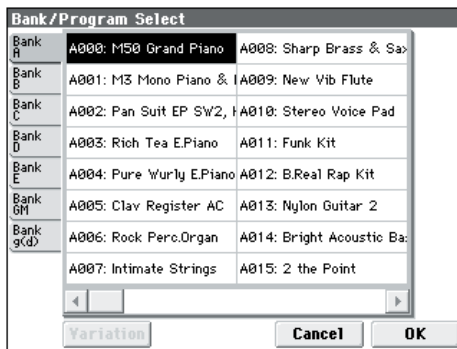 Bank/Program Select
Bank A
Bank B
Bank C
Bank D
Bank E
Bank GM
Bank g(d)
A000: M50 Grand Piano
A001: M3 Mono Piano &
A002: Pan Suit EP SW2,
A003: Rich Tea E.Piano
A004: Pure Wurly E.Piano
A005: Clav Register AC
A006: Rock Perc.Organ
A007: Intimate Strings
A008: Sharp Brass & Sax
A009: New Vib Flute
A010: Stereo Voice Pad
A011: Funk Kit
A012: B.Real Rap Kit
A013: Nylon Guitar 2
A014: Bright Acoustic
A015: 2 the Point
Variation
Cancel
OK